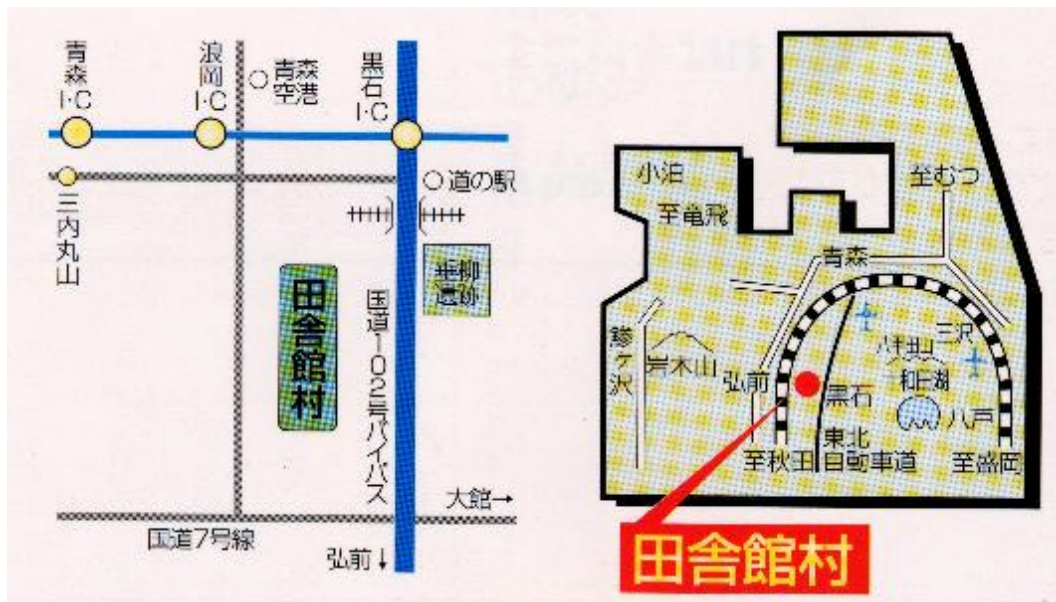 青森I・C
浪岡I・C
青森空港
黒石I・C
三内丸山
道の駅
垂柳遺跡
田舎館村
国道102号バイパス
大館→
国道7号線
弘前↓
小泊
至竜飛
至むつ
青森
鰺ヶ沢
岩木山
弘前
黒石
八甲田山
三沢
和田湖
八戸
東北自動車道
至秋田
至盛岡
田舎館村